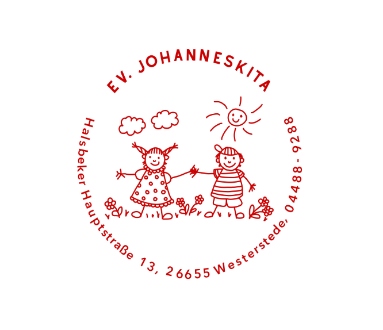 EV. JOHANNESKITA
Halsbeker Hauptstraße 13, 26655 Westerstede, 04488-9288